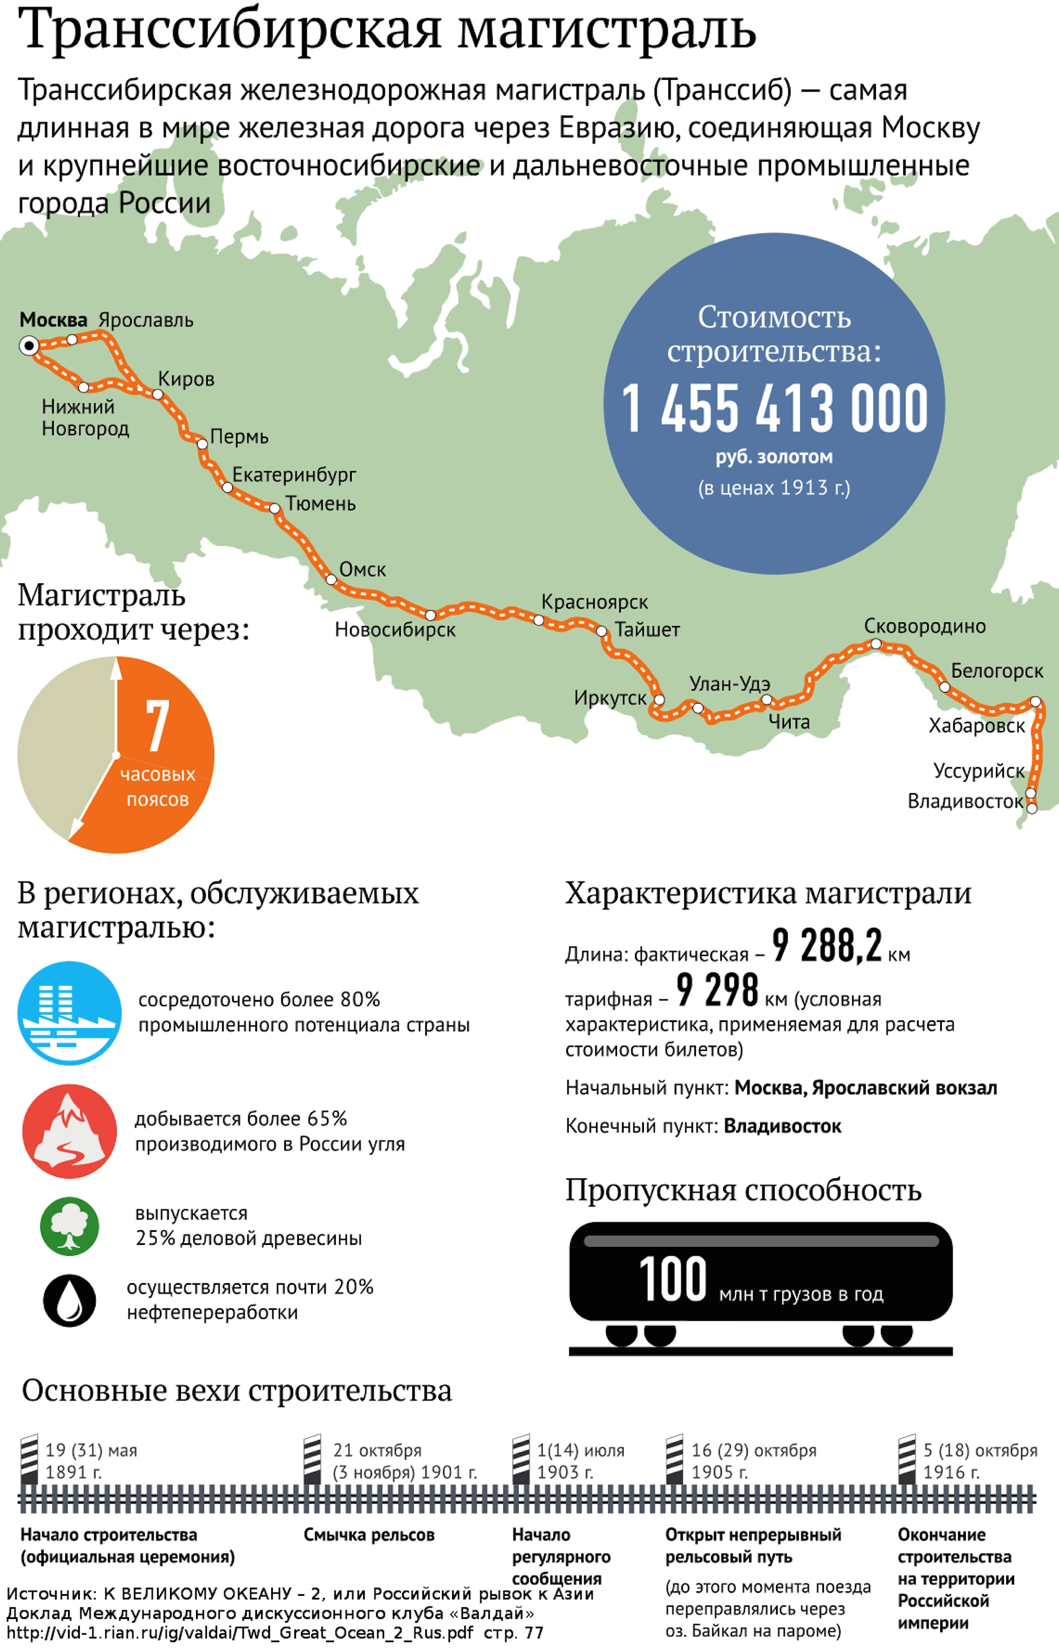 Транссибирская магистраль
Транссибирская железнодорожная магистраль (Транссиб) — самая
длинная в мире железная дорога через Евразию, соединяющая Москву
и крупнейшие восточносибирские и дальневосточные промышленные
города России
Москва Ярославль
Киров
Нижний
Новгород
Пермь
Екатеринбург
Тюмень
Омск
Новосибирск
Красноярск
Тайшет
Иркутск
Улан-Удэ
Чита
Сковородино
Белогорск
Хабаровск
Уссурийск
Владивосток
Стоимость
строительства:
1 455 413 000
руб. золотом
(в ценах 1913 г.)
Магистраль
проходит через:
7
часовых
поясов
В регионах, обслуживаемых
магистралью:
сосредоточено более 80%
промышленного потенциала страны
добывается более 65%
производимого в России угля
выпускается
25% деловой древесины
осуществляется почти 20%
нефтепереработки
Характеристика магистрали
Длина: фактическая – 9 288,2 км
тарифная – 9 298 км (условная
характеристика, применяемая для расчета
стоимости билетов)
Начальный пункт: Москва, Ярославский вокзал
Конечный пункт: Владивосток
Пропускная способность
100 млн т грузов в год
Основные вехи строительства
19 (31) мая
1891 г.
Начало строительства
(официальная церемония)
21 октября
(3 ноября) 1901 г.
Смычка рельсов
1(14) июля
1903 г.
Начало
регулярного
сообщения
16 (29) октября
1905 г.
Открыт непрерывный
рельсовый путь
(до этого момента поезда
переправлялись через
оз. Байкал на пароме)
5 (18) октября
1916 г.
Окончание
строительства
на территории
Российской
империи
Источник: К ВЕЛИКОМУ ОКЕАНУ – 2, или Российский рывок к Азии
Доклад Международного дискуссионного клуба «Валдай»
http://vid-1.rian.ru/ig/valdai/Twd_Great_Ocean_2_Rus.pdf стр. 77